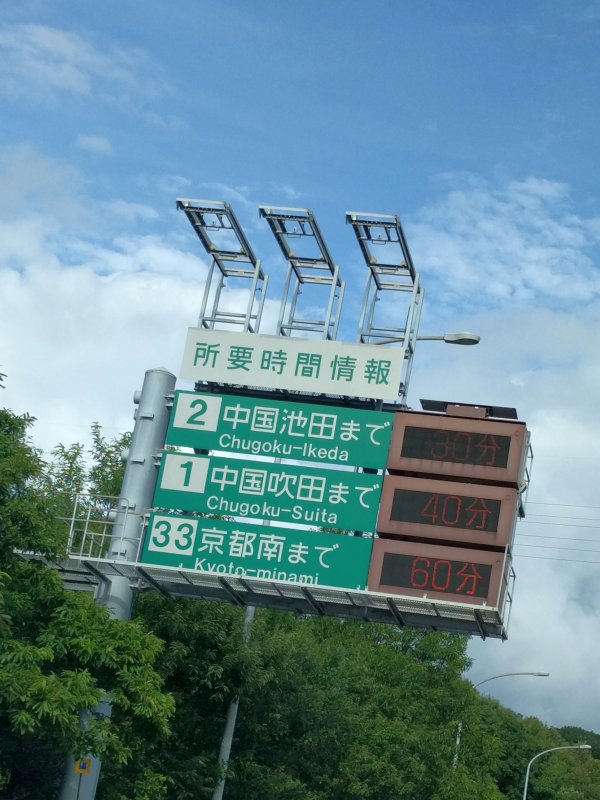 所要時間情報
2 中国池田まで 30分
Chugoku-Ikeda
1 中国吹田まで 40分
Chugoku-Suita
33 京都南まで 60分
Kyoto-minami